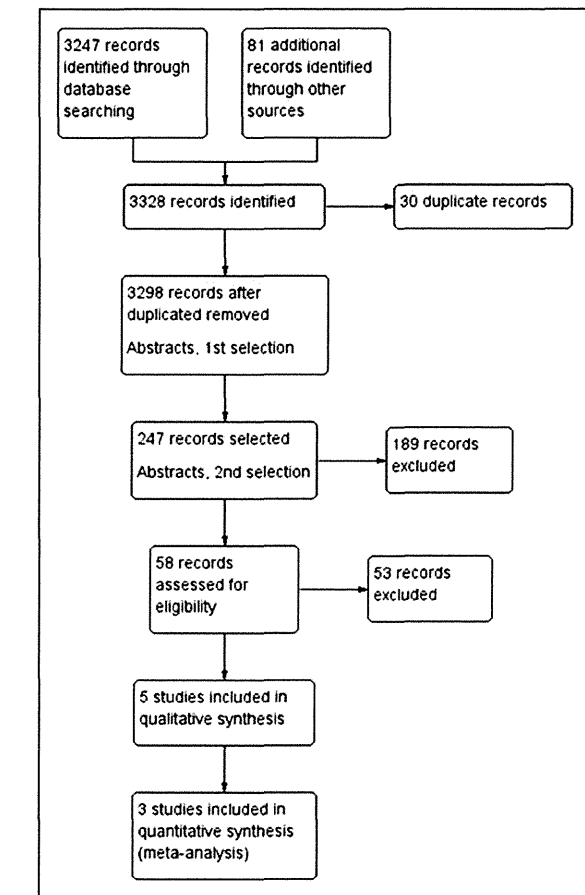 3247 records
identified through
database
searching
81 additional
records identified
through other
sources
3328 records identified
30 duplicate records
3298 records after
duplicated removed
Abstracts, 1st selection
247 records selected
Abstracts, 2nd selection
189 records
excluded
58 records
assessed for
eligibility
53 records
excluded
5 studies included in
qualitative synthesis
3 studies included in
quantitative synthesis
(meta-analysis)